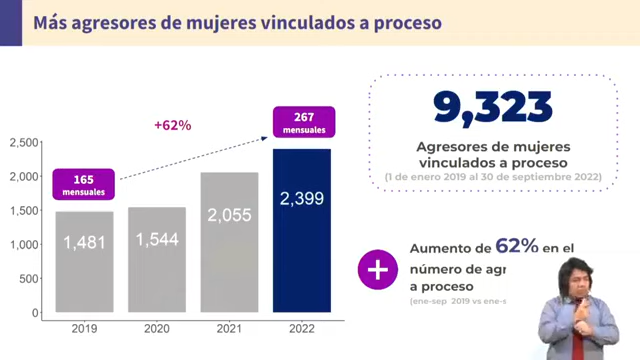 Más agresores de mujeres vinculados a proceso
+62%
267
mensuales
165
mensuales
2,500
2,000
1,500
1,000
500
0
1,481
1,544
2,055
2,399
2019
2020
2021
2022
9,323
Agresores de mujeres
vinculados a proceso
(1 de enero 2019 al 30 de septiembre 2022)
+
Aumento de 62% en el
número de
a proceso
(ene-sep 2019 vs